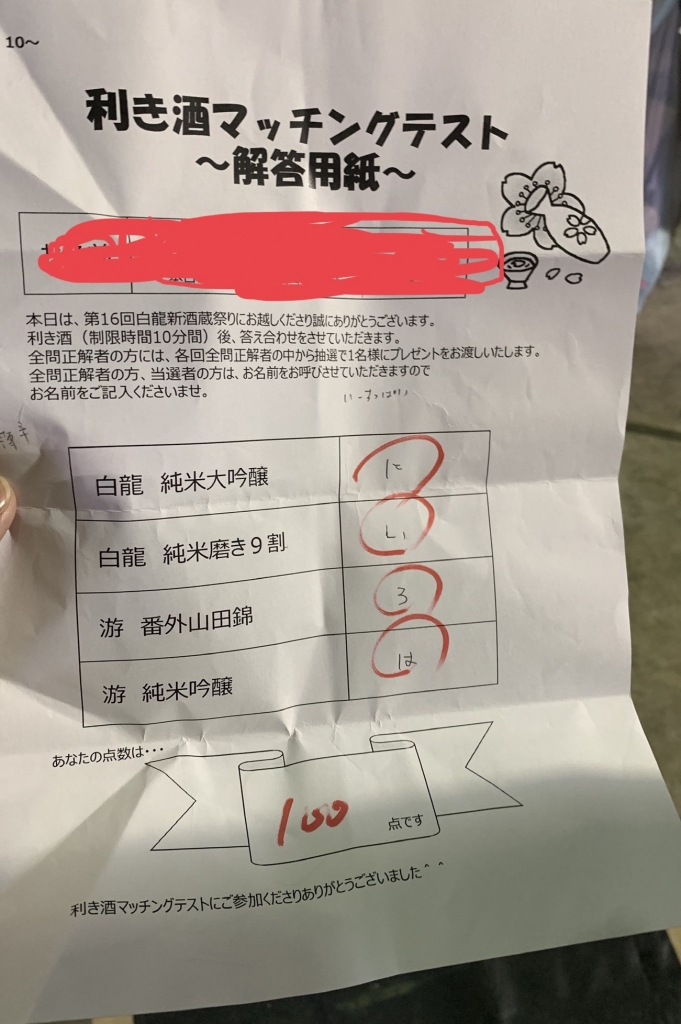 10～
利き酒マッチングテスト
～解答用紙～
本日は、第16回白龍新酒蔵祭りにお越しくださり誠にありがとうございます。
利き酒（制限時間10分間）後、答え合わせをさせていただきます。
全問正解者の方には、各回全問正解者の中から抽選で1名様にプレゼントをお渡しいたします。
全問正解者の方、当選者の方は、お名前をお呼びさせていただきますので
お名前をご記入くださいませ。
白龍 純米大吟醸 に
白龍 純米磨き９割 い
游 番外山田錦 ろ
游 純米吟醸 は
あなたの点数は・・・
100 点です
利き酒マッチングテストにご参加くださりありがとうございました＾＾